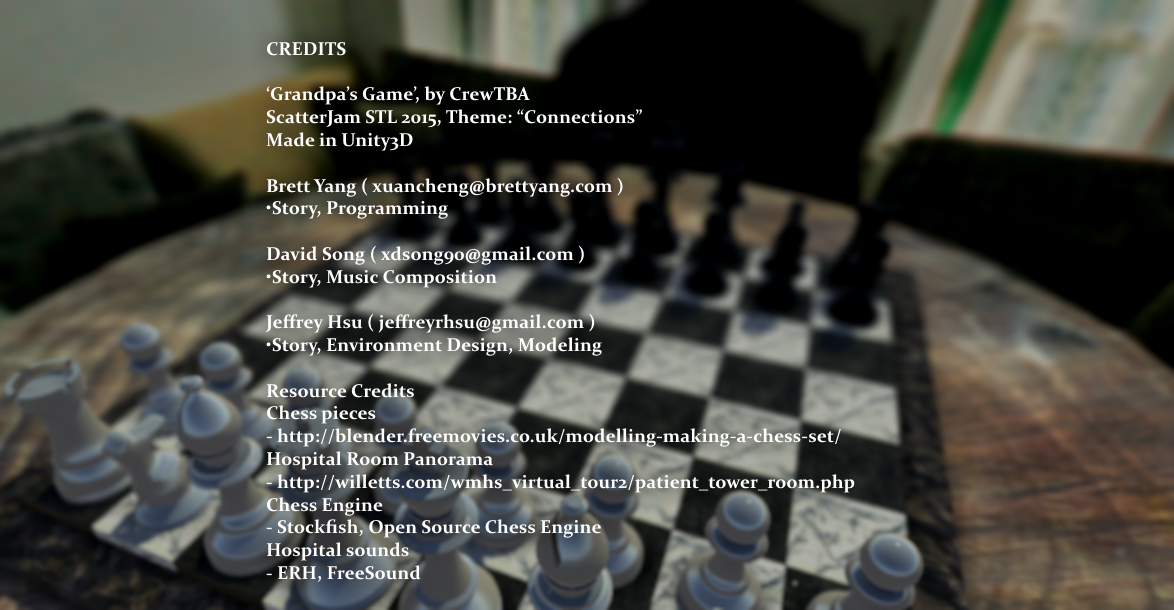 CREDITS
‘Grandpa’s Game’, by CrewTBA
ScatterJam STL 2015, Theme: “Connections”
Made in Unity3D
Brett Yang ( xuancheng@brettyang.com )
•Story, Programming
David Song ( xdsong90@gmail.com )
•Story, Music Composition
Jeffrey Hsu ( jeffreyrhsu@gmail.com )
•Story, Environment Design, Modeling
Resource Credits
Chess pieces
- http://blender.freemovies.co.uk/modelling-making-a-chess-set/
Hospital Room Panorama
- http://willetts.com/wmhs_virtual_tour2/patient_tower_room.php
Chess Engine
- Stockfish, Open Source Chess Engine
Hospital sounds
- ERH, FreeSound